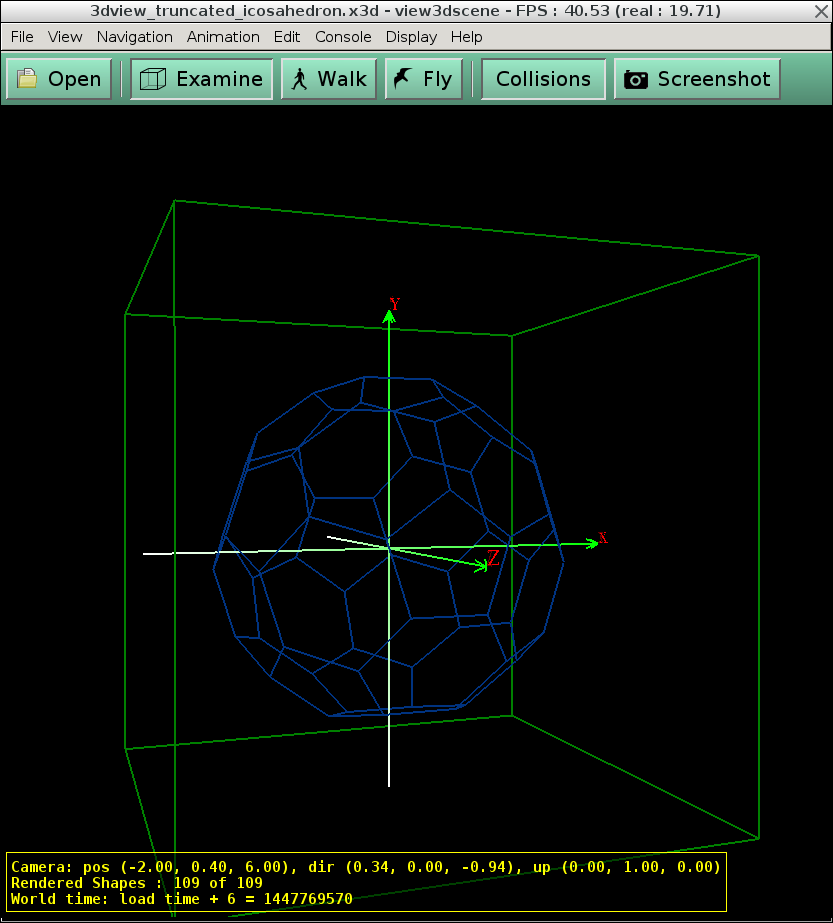 3dview_truncated_icosahedron.x3d - view3dscene - FPS : 40.53 (real : 19.71)
File View Navigation Animation Edit Console Display Help
Open Examine Walk Fly Collisions Screenshot
Y
X
Z
Camera: pos (-2.00, 0.40, 6.00), dir (0.34, 0.00, -0.94), up (0.00, 1.00, 0.00)
Rendered Shapes : 109 of 109
World time: load time + 6 = 1447769570